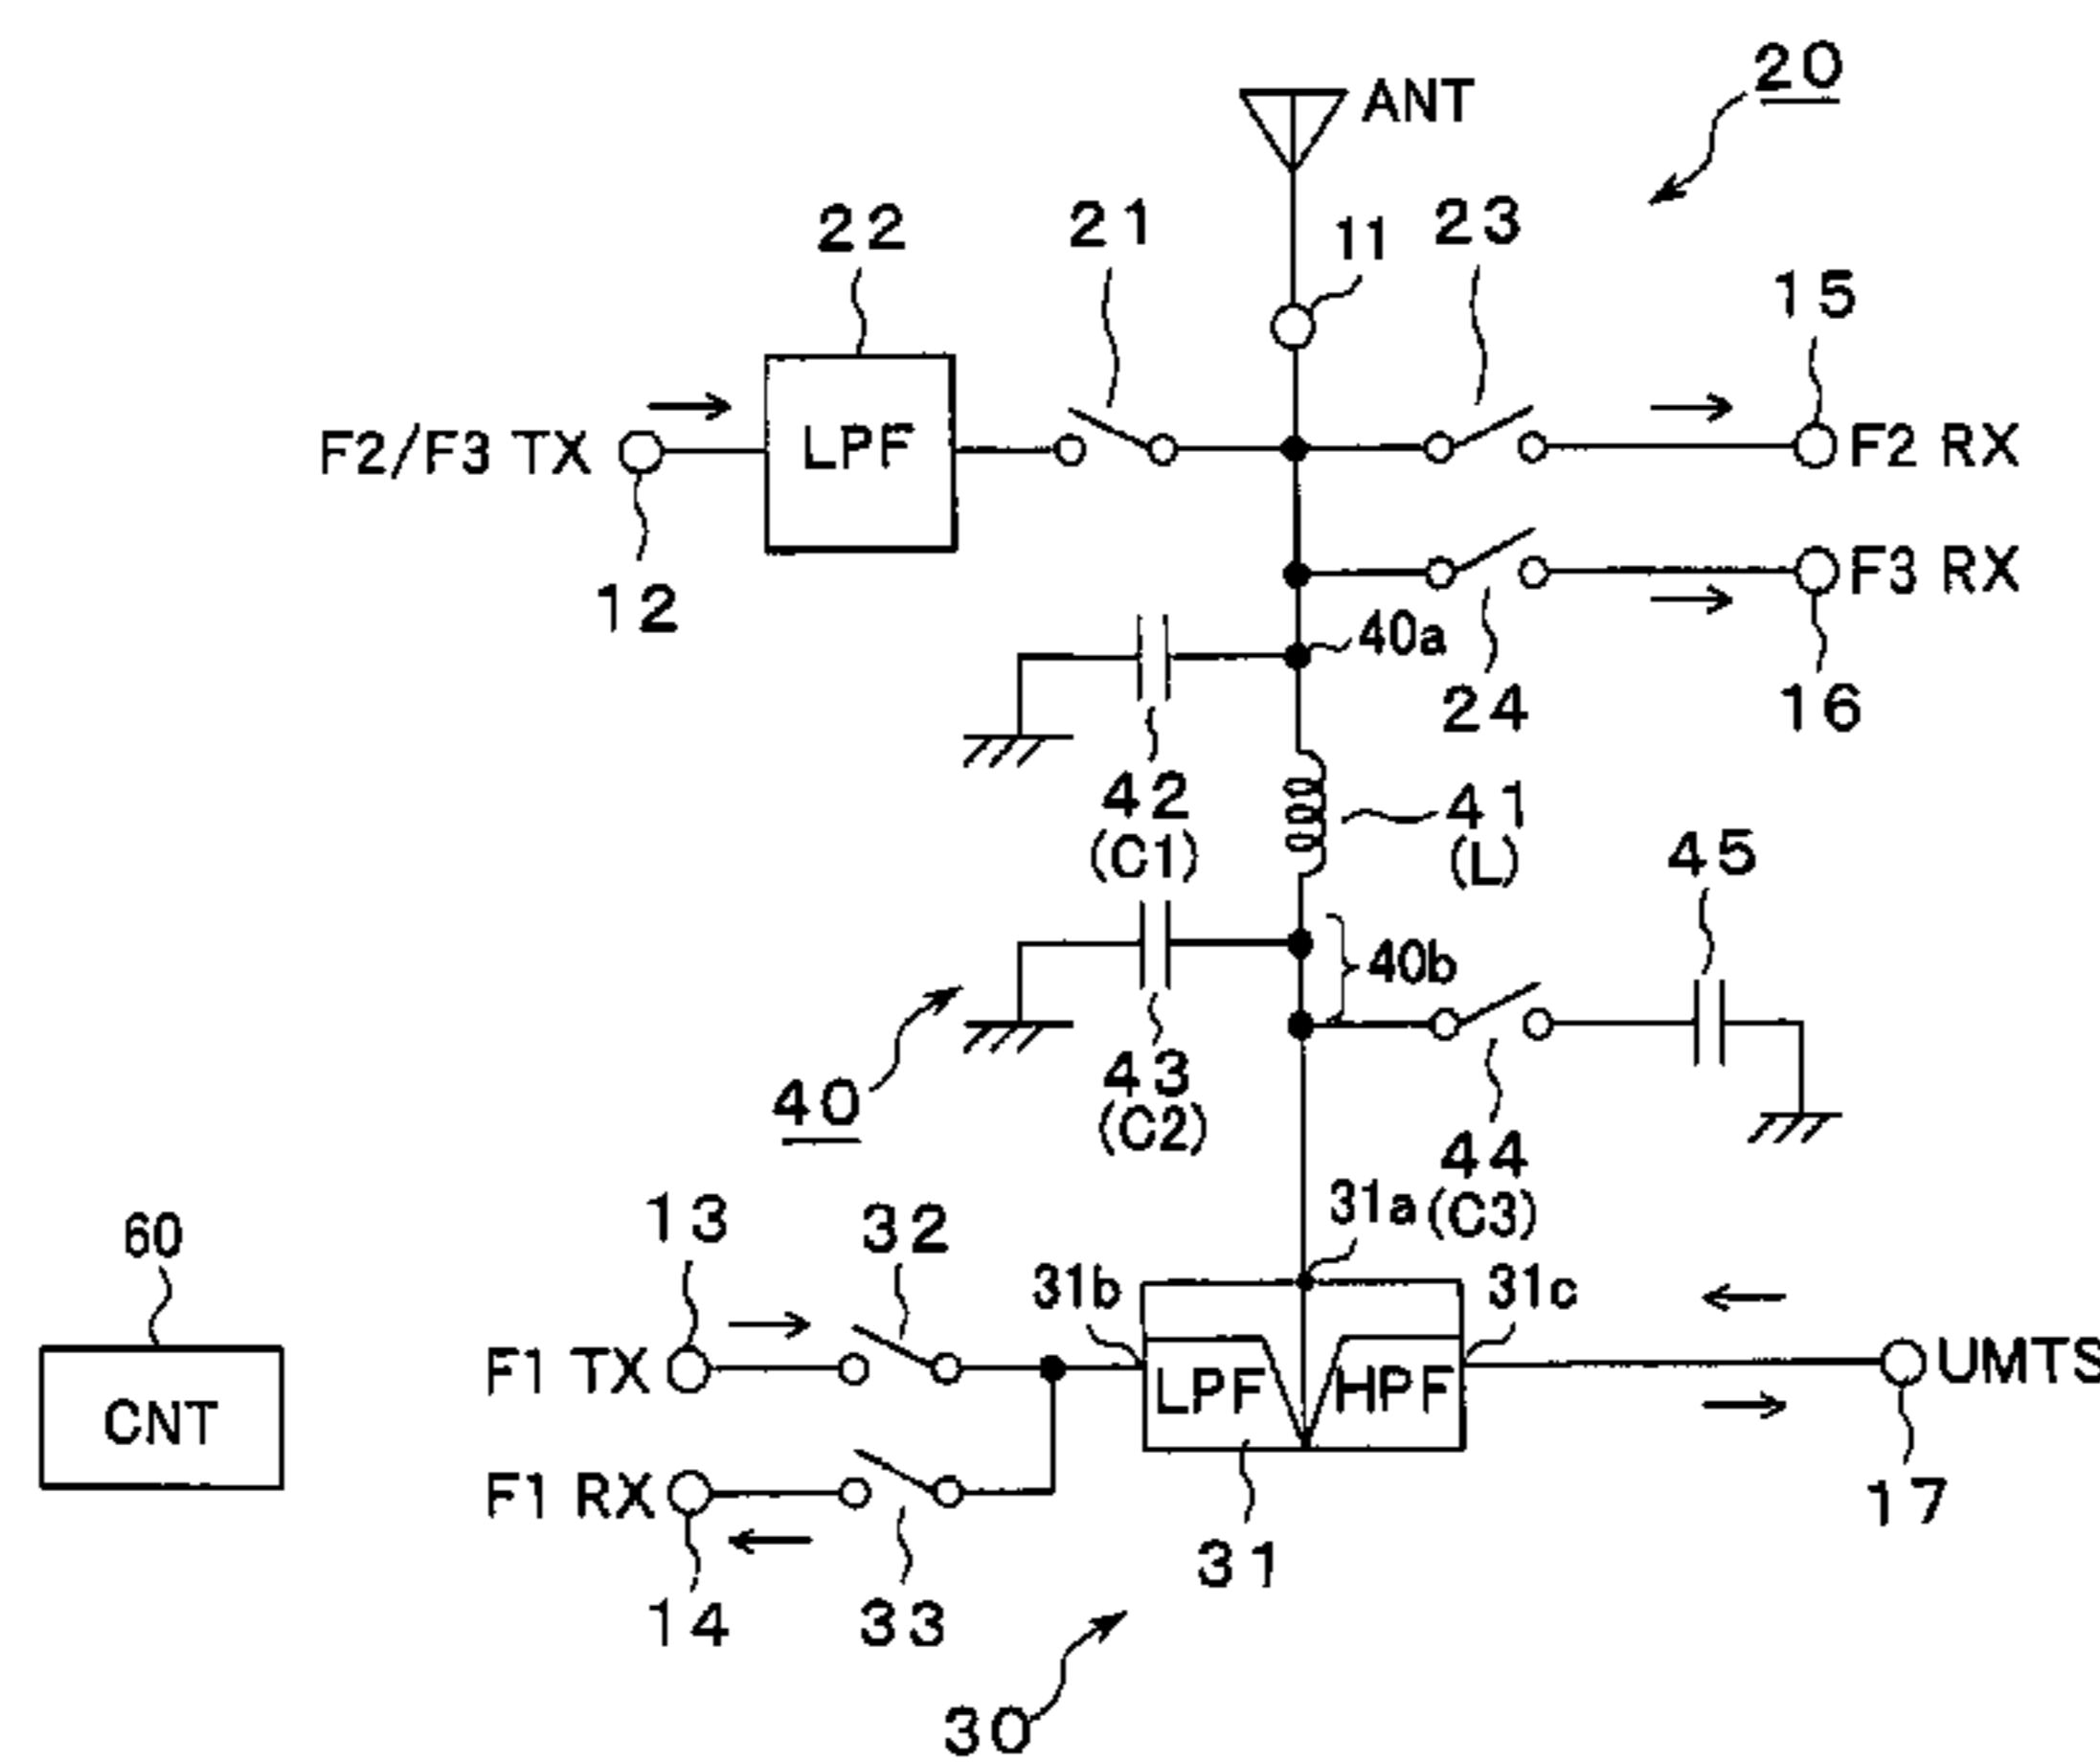 20
ANT
22
21
11
23
15
F2/F3 TX
LPF
F2 RX
12
F3 RX
40a
24
16
42
(C1)
41
(L)
45
40b
40
43
(C2)
44
(C3)
60
13
32
31a
31b
31c
CNT
F1 TX
LPF
HPF
UMTS
F1 RX
31
17
14
33
30